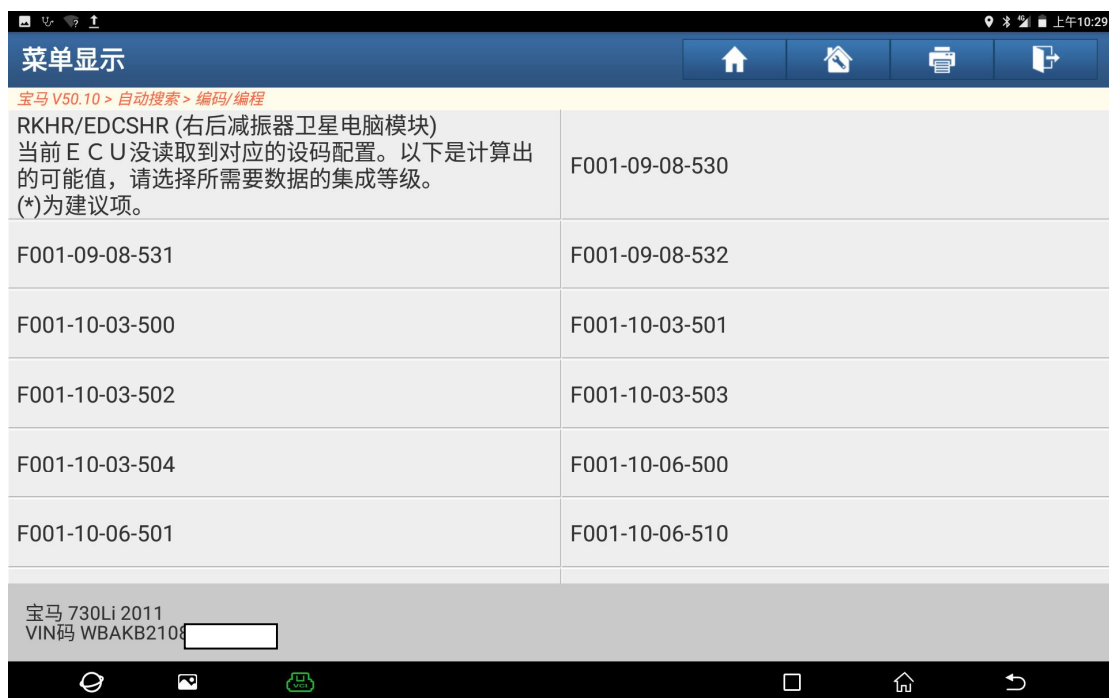 上午10:29
菜单显示
宝马 V50.10 > 自动搜索 > 编码/编程
RKHR/EDCSHR (右后减振器卫星电脑模块)
当前ＥＣＵ没读取到对应的设码配置。以下是计算出
的可能值，请选择所需要数据的集成等级。
(*)为建议项。
F001-09-08-530
F001-09-08-531
F001-09-08-532
F001-10-03-500
F001-10-03-501
F001-10-03-502
F001-10-03-503
F001-10-03-504
F001-10-06-500
F001-10-06-501
F001-10-06-510
宝马 730Li 2011
VIN码 WBAKB2108
VCI